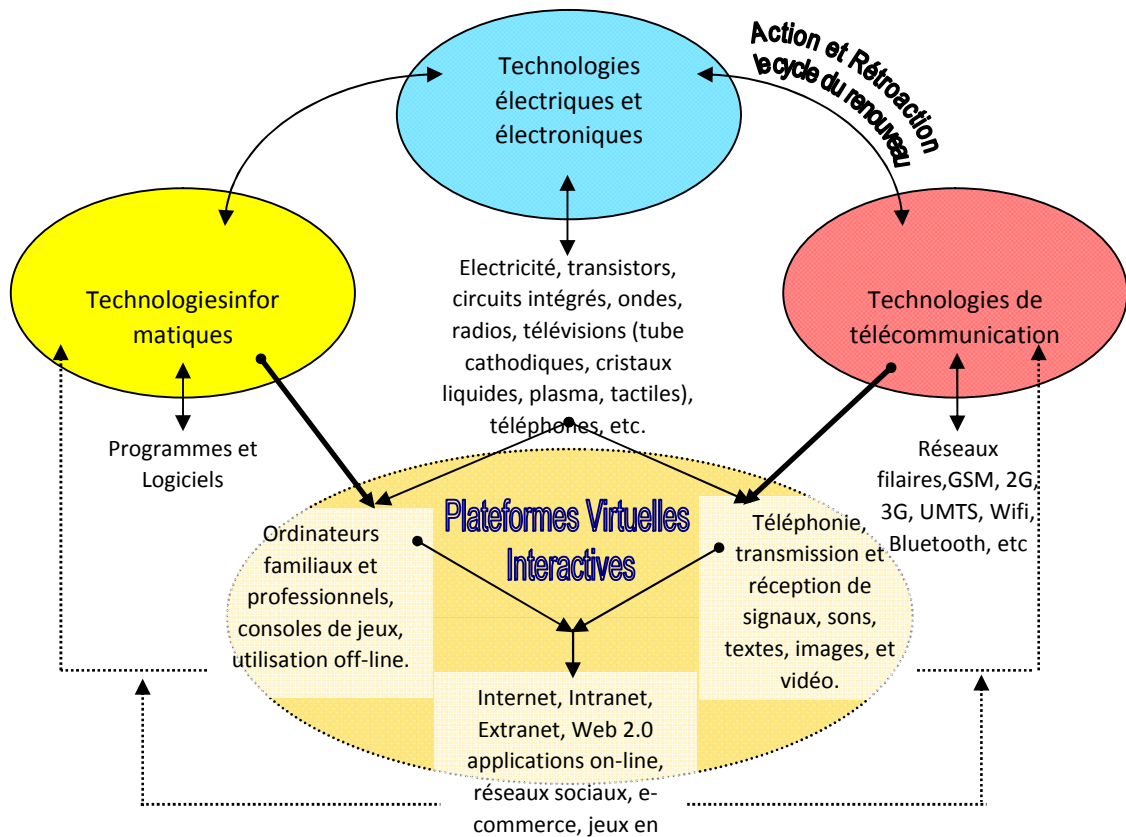 Action et Rétroaction
le cycle du renouveau
Technologies
électriques et
électroniques
Technologiesinfor
matiques
Technologies de
télécommunication
Electricité, transistors,
circuits intégrés, ondes,
radios, télévisions (tube
cathodiques, cristaux
liquides, plasma, tactiles),
téléphones, etc.
Programmes et
Logiciels
Réseaux
filaires,GSM, 2G,
3G, UMTS, Wifi,
Bluetooth, etc
Plateformes Virtuelles
Interactives
Ordinateurs
familiaux et
professionnels,
consoles de jeux,
utilisation off-line.
Téléphonie,
transmission et
réception de
signaux, sons,
textes, images, et
vidéo.
Internet, Intranet,
Extranet, Web 2.0
applications on-line,
réseaux sociaux, e-
commerce, jeux en